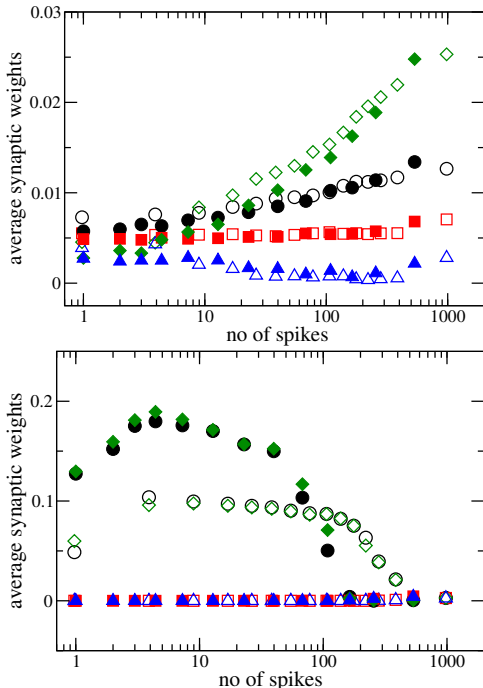 0.03
0.02
0.01
0
average synaptic weights
1 10 100 1000
no of spikes
0.2
0.1
0
average synaptic weights
1 10 100 1000
no of spikes